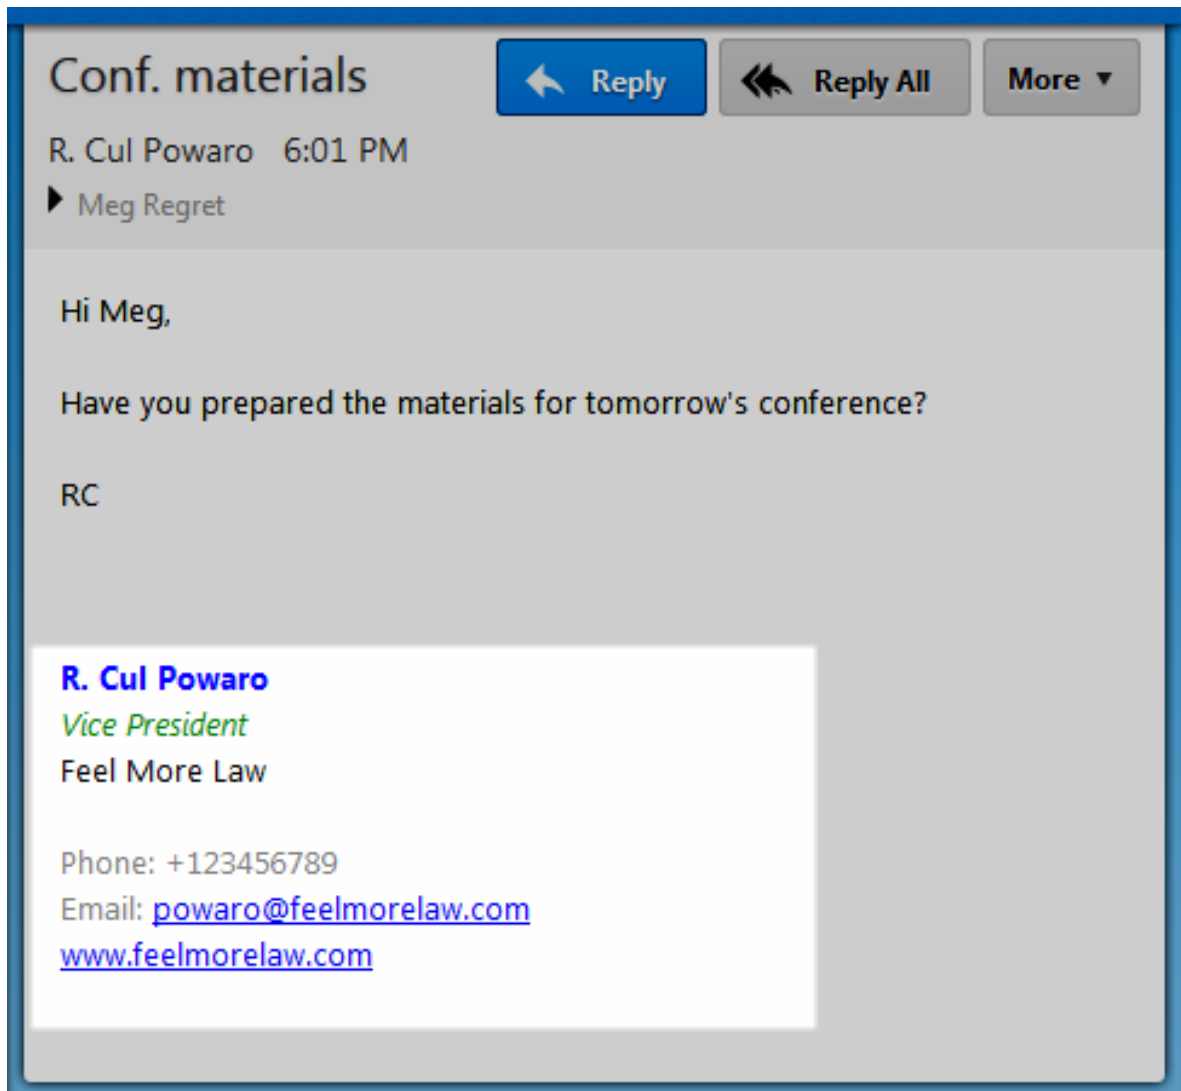 Conf. materials
Reply
Reply All
More
R. Cul Powaro 6:01 PM
Meg Regret
Hi Meg,
Have you prepared the materials for tomorrow's conference?
RC
R. Cul Powaro
Vice President
Feel More Law
Phone: +123456789
Email: powaro@feelmorelaw.com
www.feelmorelaw.com